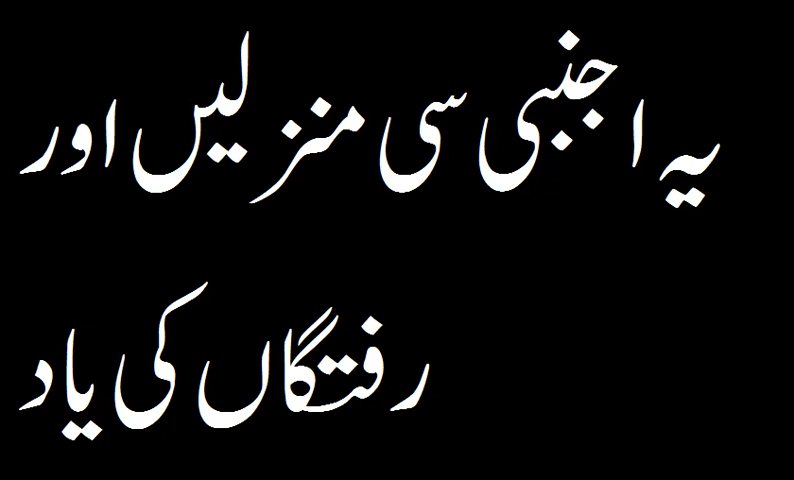 یہ اجنبی سی منزلیں اور
رفتگاں کی یاد